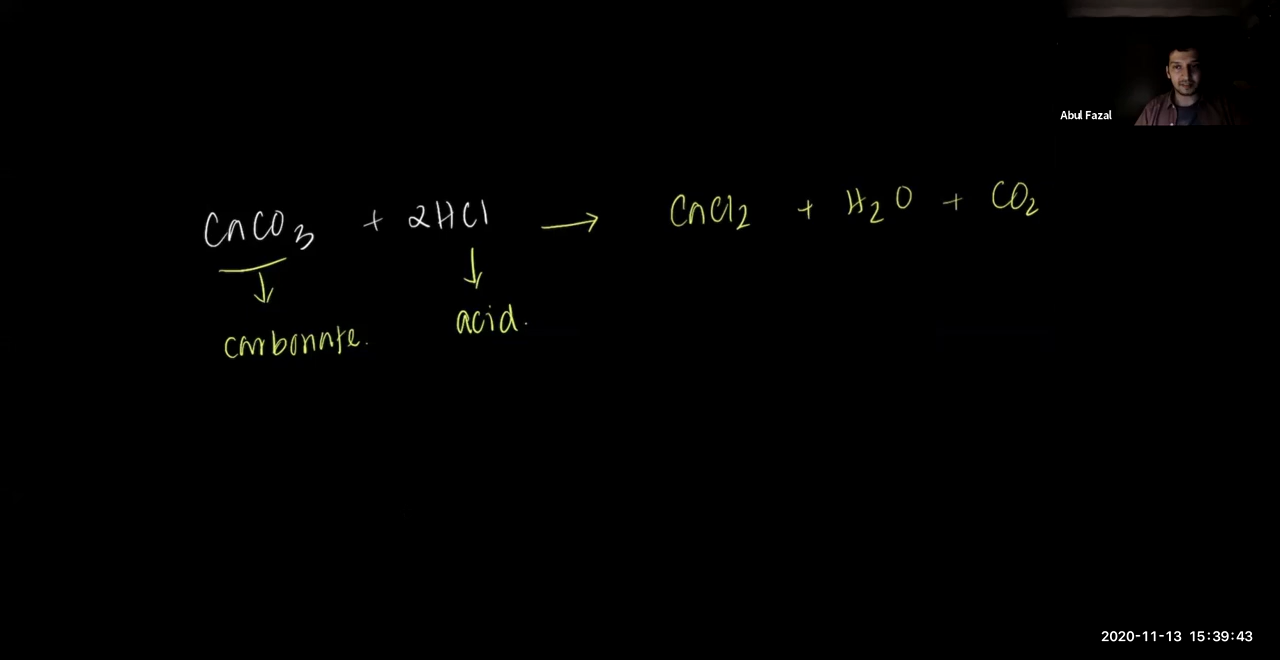 Abul Fazal
CaCO3 + 2HCl → CaCl2 + H2O + CO2
↓ ↓
carbonate. acid.
2020-11-13 15:39:43